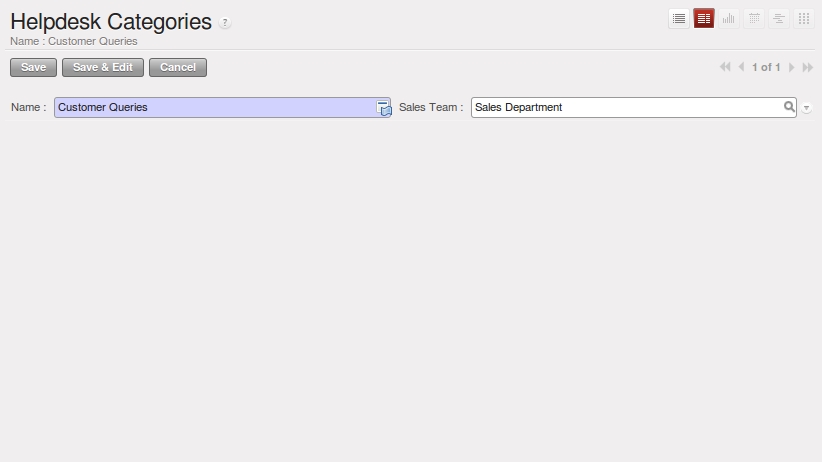 Helpdesk Categories ?
Name : Customer Queries
Save Save & Edit Cancel 1 of 1
Name : Customer Queries Sales Team : Sales Department